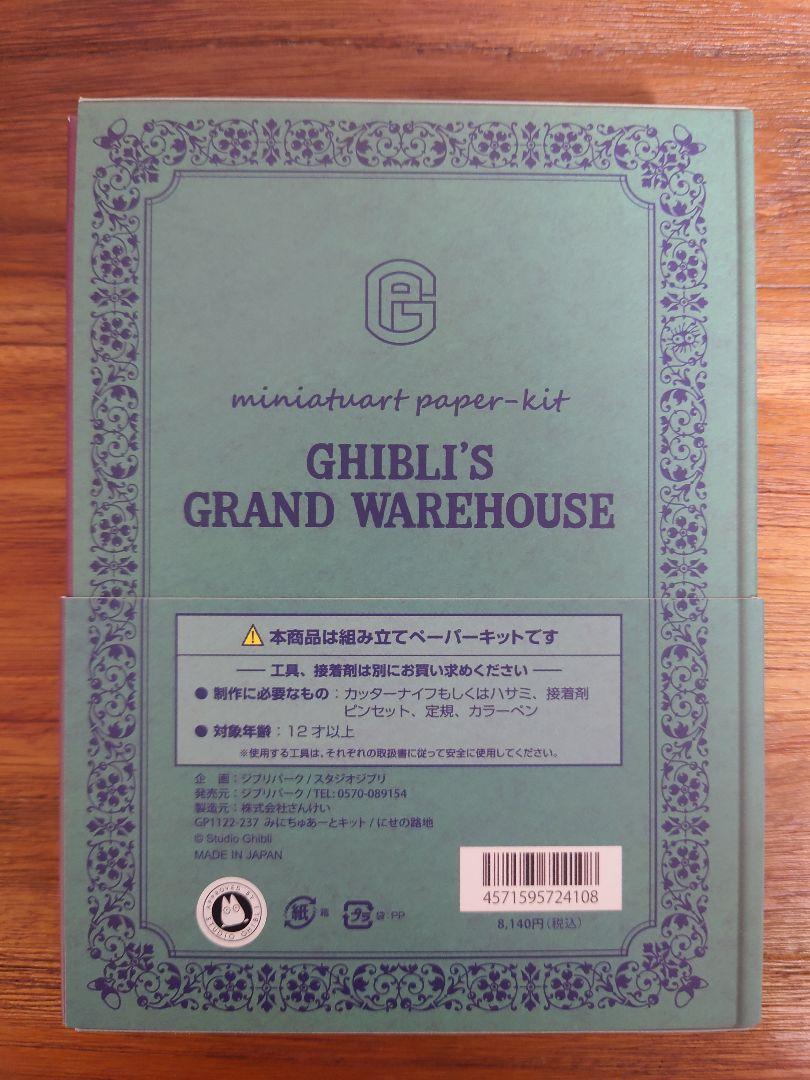 miniatuart paper-kit
GHIBLI'S
GRAND WAREHOUSE
本商品は組み立てペーパーキットです
工具、接着剤は別にお買い求めください
● 制作に必要なもの：カッターナイフもしくはハサミ、接着剤
ピンセット、定規、カラーペン
● 対象年齢：12才以上
※使用する工具は、それぞれの取扱書に従って安全に使用してください。
企　画：ジブリパーク / スタジオジブリ
発売元：ジブリパーク / TEL: 0570-089154
製造元：株式会社さんけい
GP1122-237 みにちゅあーとキット / にせの路地
© Studio Ghibli
MADE IN JAPAN
APPROVED BY
STUDIO GHIBLI
紙 箱
プラ 袋:PP
4571595724108
8,140円（税込）